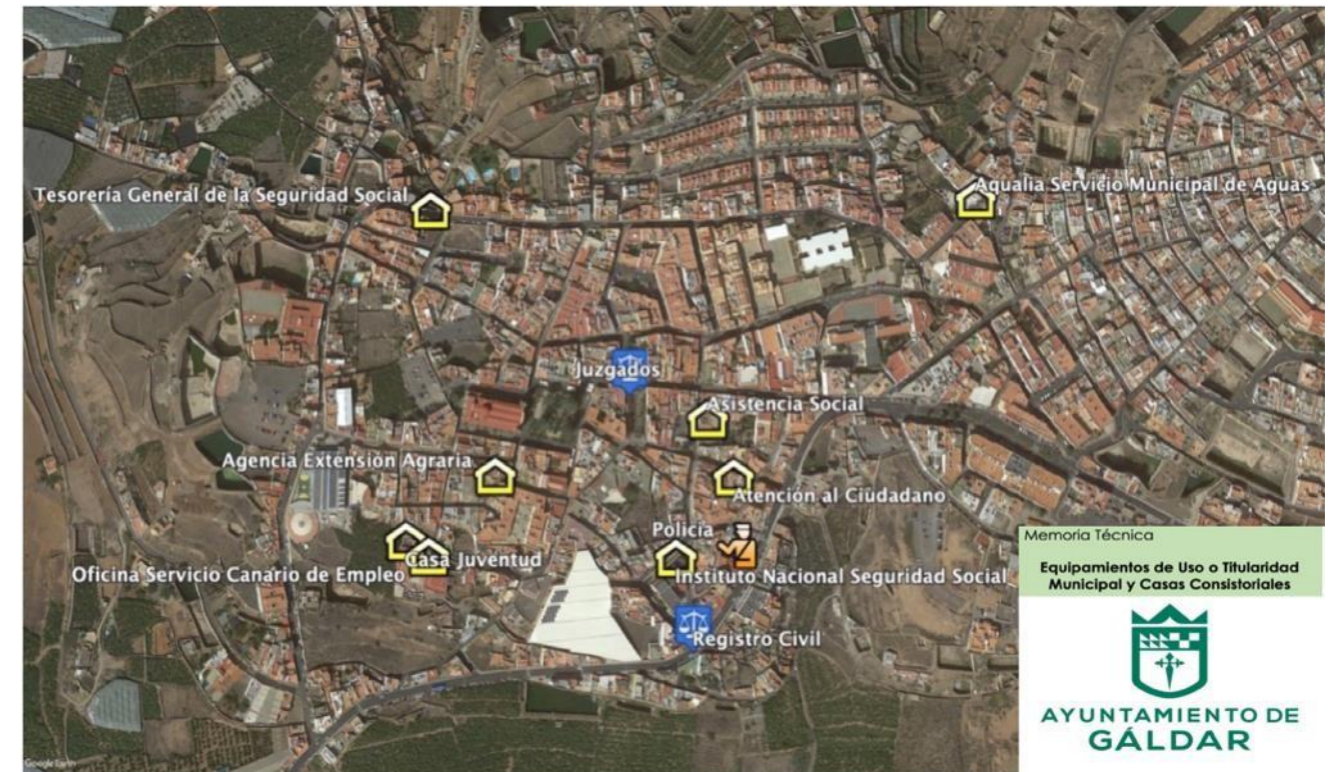 Tesorería General de la Seguridad Social
Aqualia Servicio Municipal de Aguas
Juzgados
Asistencia Social
Agencia Extensión Agraria
Atención al Ciudadano
Policía
Casa Juventud
Oficina Servicio Canario de Empleo
Instituto Nacional Seguridad Social
Registro Civil
Memoria Técnica
Equipamientos de Uso o Titularidad
Municipal y Casas Consistoriales
AYUNTAMIENTO DE
GÁLDAR
Google Earth